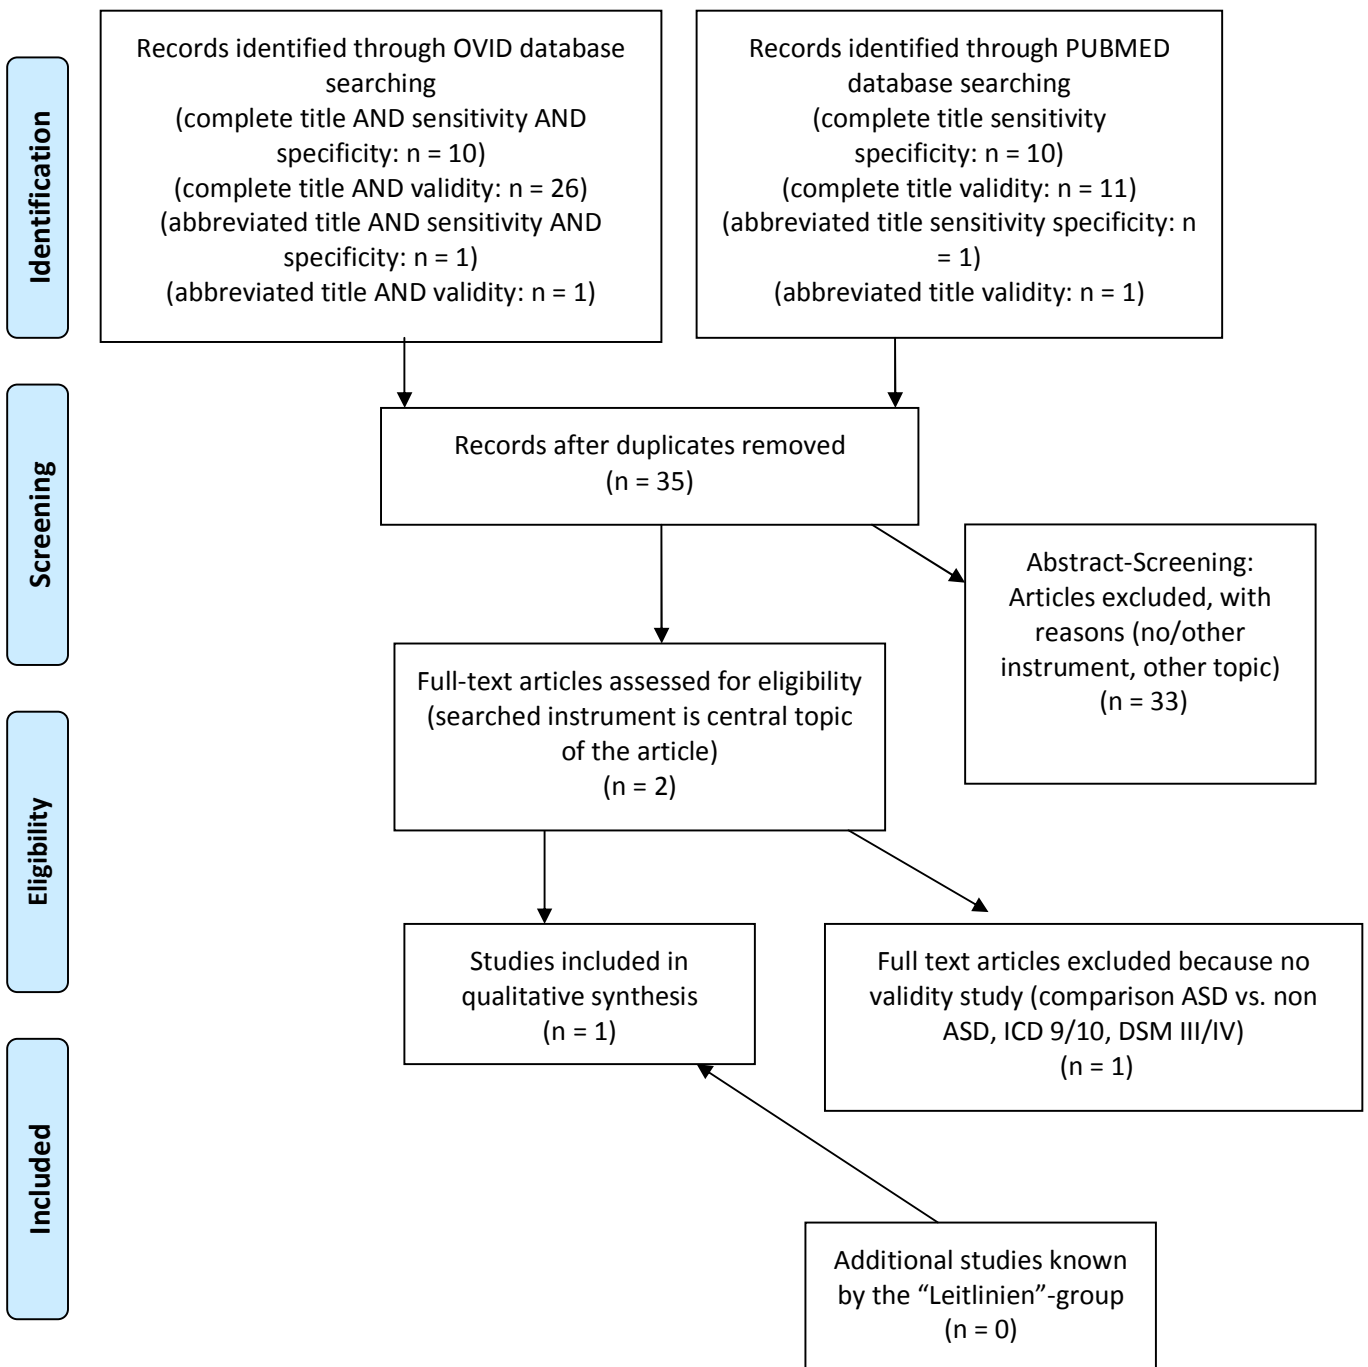 Identification
Records identified through OVID database
searching
(complete title AND sensitivity AND
specificity: n = 10)
(complete title AND validity: n = 26)
(abbreviated title AND sensitivity AND
specificity: n = 1)
(abbreviated title AND validity: n = 1)
Records identified through PUBMED
database searching
(complete title sensitivity
specificity: n = 10)
(complete title validity: n = 11)
(abbreviated title sensitivity specificity: n
= 1)
(abbreviated title validity: n = 1)
Screening
Records after duplicates removed
(n = 35)
Abstract-Screening:
Articles excluded, with
reasons (no/other
instrument, other topic)
(n = 33)
Eligibility
Full-text articles assessed for eligibility
(searched instrument is central topic
of the article)
(n = 2)
Studies included in
qualitative synthesis
(n = 1)
Full text articles excluded because no
validity study (comparison ASD vs. non
ASD, ICD 9/10, DSM III/IV)
(n = 1)
Included
Additional studies known
by the “Leitlinien”-group
(n = 0)